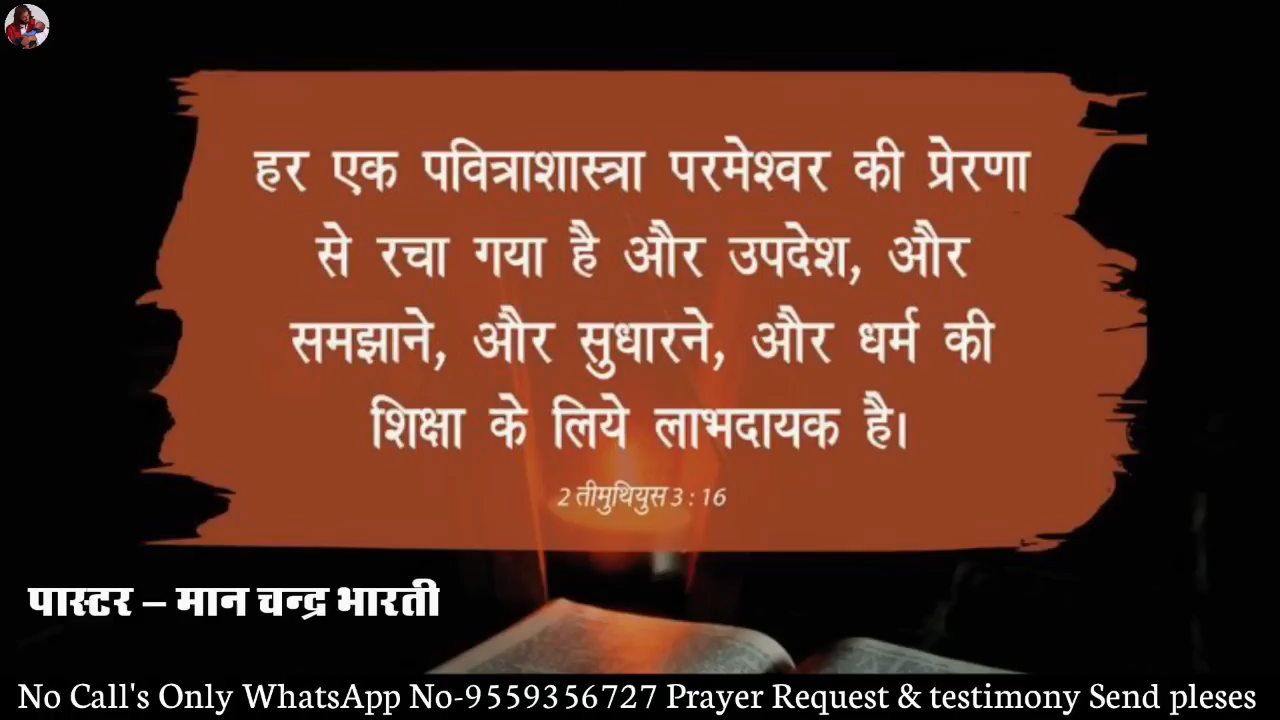 हर एक पवित्राशास्त्रा परमेश्वर की प्रेरणा
से रचा गया है और उपदेश, और
समझाने, और सुधारने, और धर्म की
शिक्षा के लिये लाभदायक है।
2 तीमुथियुस 3 : 16
पास्टर – मान चन्द्र भारती
No Call's Only WhatsApp No-9559356727 Prayer Request & testimony Send pleses